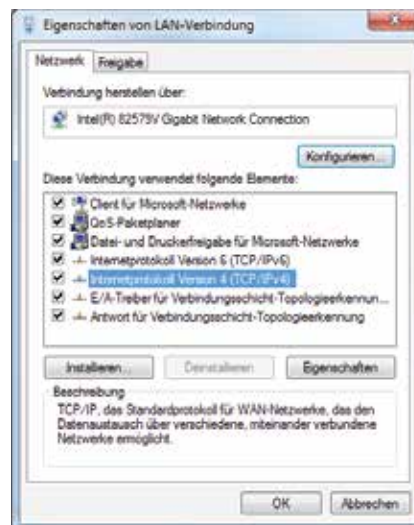 Eigenschaften von LAN-Verbindung
Netzwerk Freigabe
Verbindung herstellen über:
Intel(R) 82579V Gigabit Network Connection
Konfigurieren...
Diese Verbindung verwendet folgende Elemente:
Client für Microsoft-Netzwerke
QoS-Paketplaner
Datei- und Druckerfreigabe für Microsoft-Netzwerke
Internetprotokoll Version 6 (TCP/IPv6)
Internetprotokoll Version 4 (TCP/IPv4)
E/A-Treiber für Verbindungsschicht-Topologieerkennun...
Antwort für Verbindungsschicht-Topologieerkennung
Installieren... Deinstallieren Eigenschaften
Beschreibung
TCP/IP, das Standardprotokoll für WAN-Netzwerke, das den
Datenaustausch über verschiedene, miteinander verbundene
Netzwerke ermöglicht.
OK Abbrechen